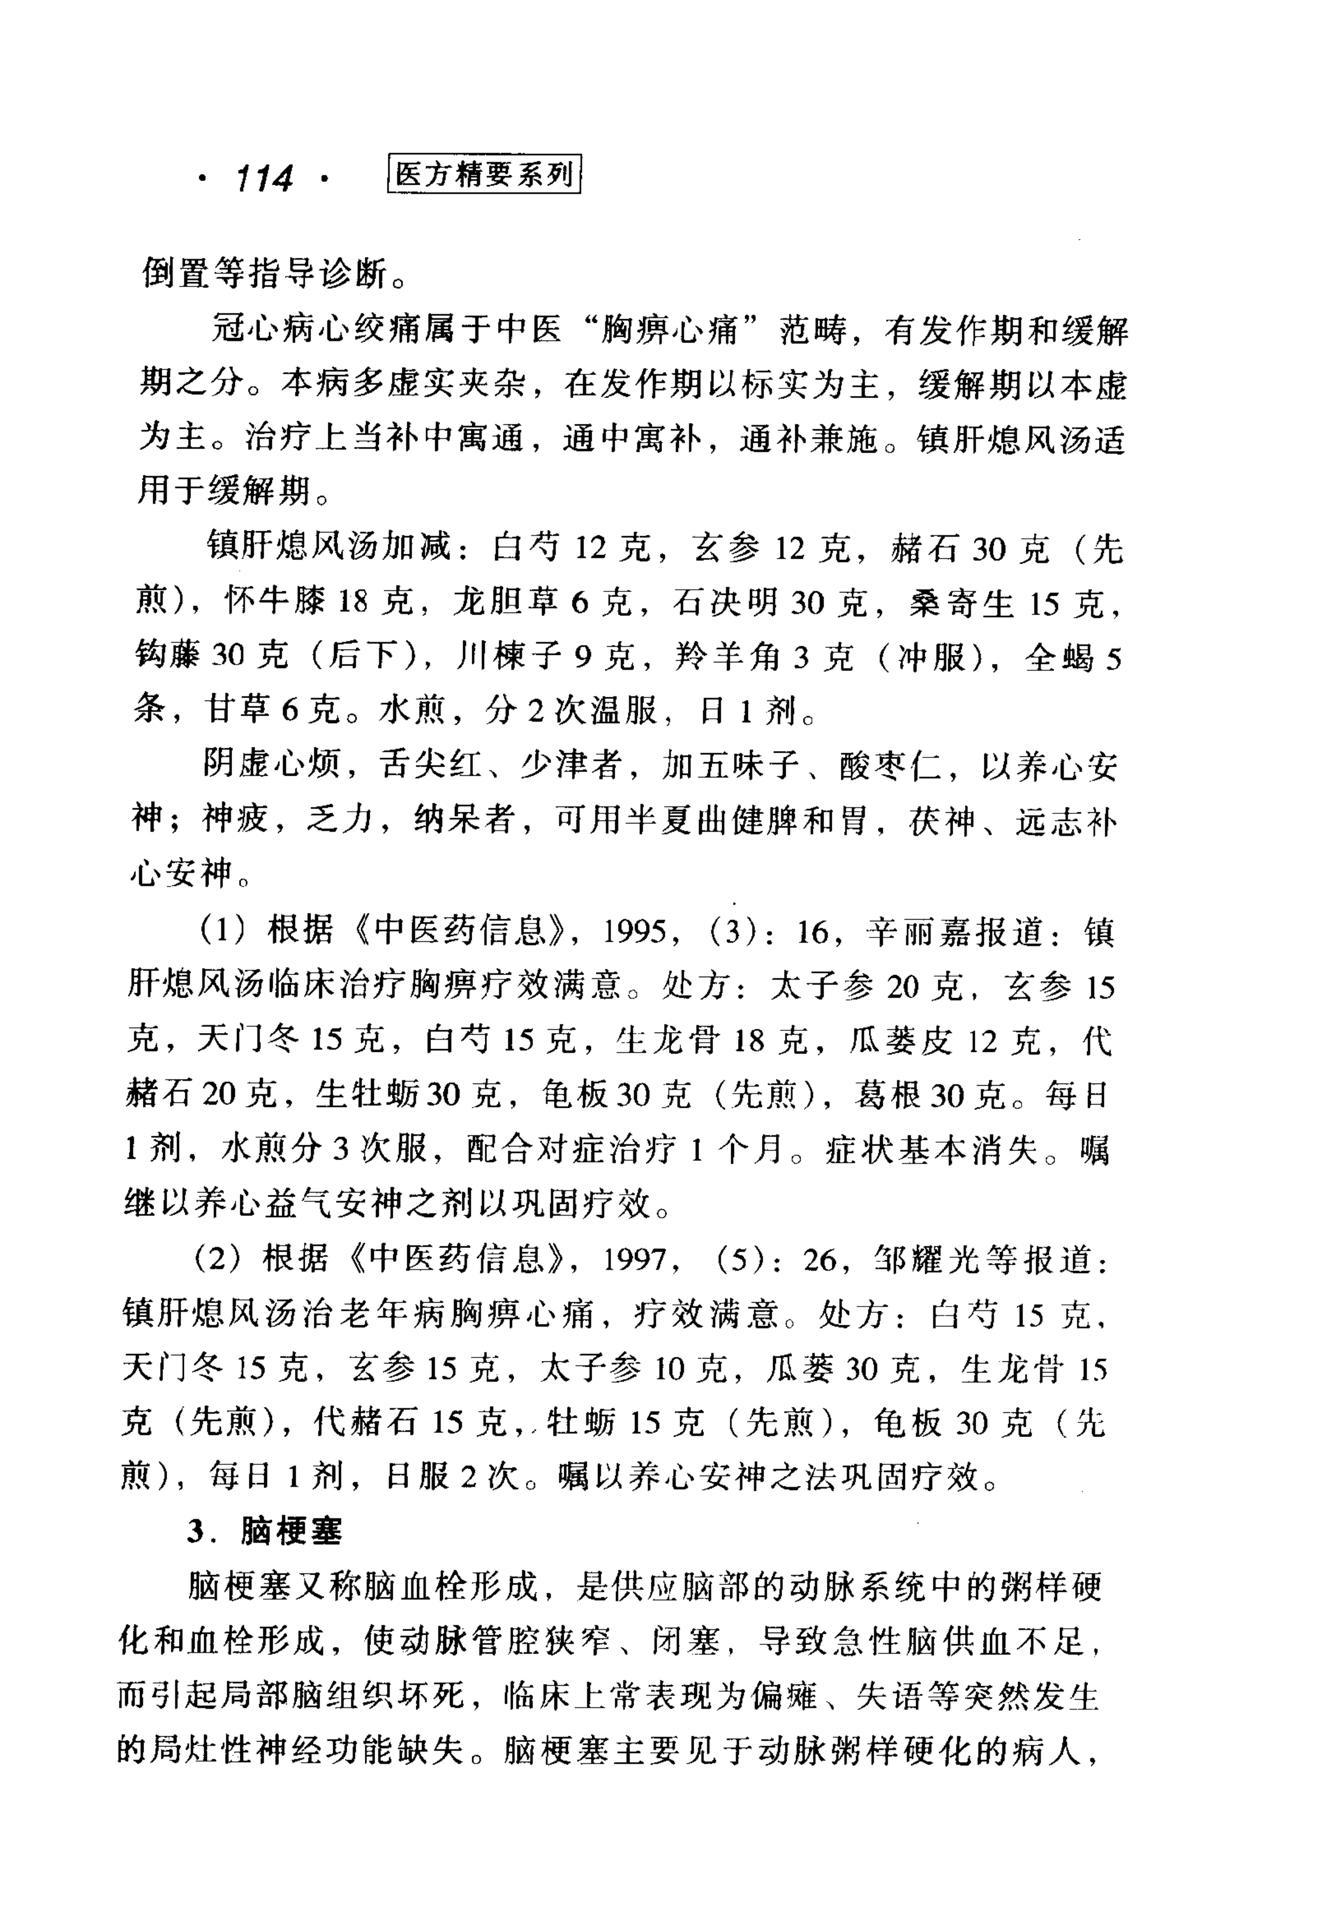 · 114 · 医方精要系列
倒置等指导诊断。
冠心病心绞痛属于中医“胸痹心痛”范畴，有发作期和缓解
期之分。本病多虚实夹杂，在发作期以标实为主，缓解期以本虚
为主。治疗上当补中寓通，通中寓补，通补兼施。镇肝熄风汤适
用于缓解期。
镇肝熄风汤加减：白芍 12 克，玄参 12 克，赭石 30 克（先
煎），怀牛膝 18 克，龙胆草 6 克，石决明 30 克，桑寄生 15 克，
钩藤 30 克（后下），川楝子 9 克，羚羊角 3 克（冲服），全蝎 5
条，甘草 6 克。水煎，分 2 次温服，日 1 剂。
阴虚心烦，舌尖红、少津者，加五味子、酸枣仁，以养心安
神；神疲，乏力，纳呆者，可用半夏曲健脾和胃，茯神、远志补
心安神。
（1）根据《中医药信息》，1995，（3）：16，辛丽嘉报道：镇
肝熄风汤临床治疗胸痹疗效满意。处方：太子参 20 克，玄参 15
克，天门冬 15 克，白芍 15 克，生龙骨 18 克，瓜蒌皮 12 克，代
赭石 20 克，生牡蛎 30 克，龟板 30 克（先煎），葛根 30 克。每日
1 剂，水煎分 3 次服，配合对症治疗 1 个月。症状基本消失。嘱
继以养心益气安神之剂以巩固疗效。
（2）根据《中医药信息》，1997，（5）：26，邹耀光等报道：
镇肝熄风汤治老年病胸痹心痛，疗效满意。处方：白芍 15 克，
天门冬 15 克，玄参 15 克，太子参 10 克，瓜蒌 30 克，生龙骨 15
克（先煎），代赭石 15 克，牡蛎 15 克（先煎），龟板 30 克（先
煎），每日 1 剂，日服 2 次。嘱以养心安神之法巩固疗效。
3. 脑梗塞
脑梗塞又称脑血栓形成，是供应脑部的动脉系统中的粥样硬
化和血栓形成，使动脉管腔狭窄、闭塞，导致急性脑供血不足，
而引起局部脑组织坏死，临床上常表现为偏瘫、失语等突然发生
的局灶性神经功能缺失。脑梗塞主要见于动脉粥样硬化的病人，